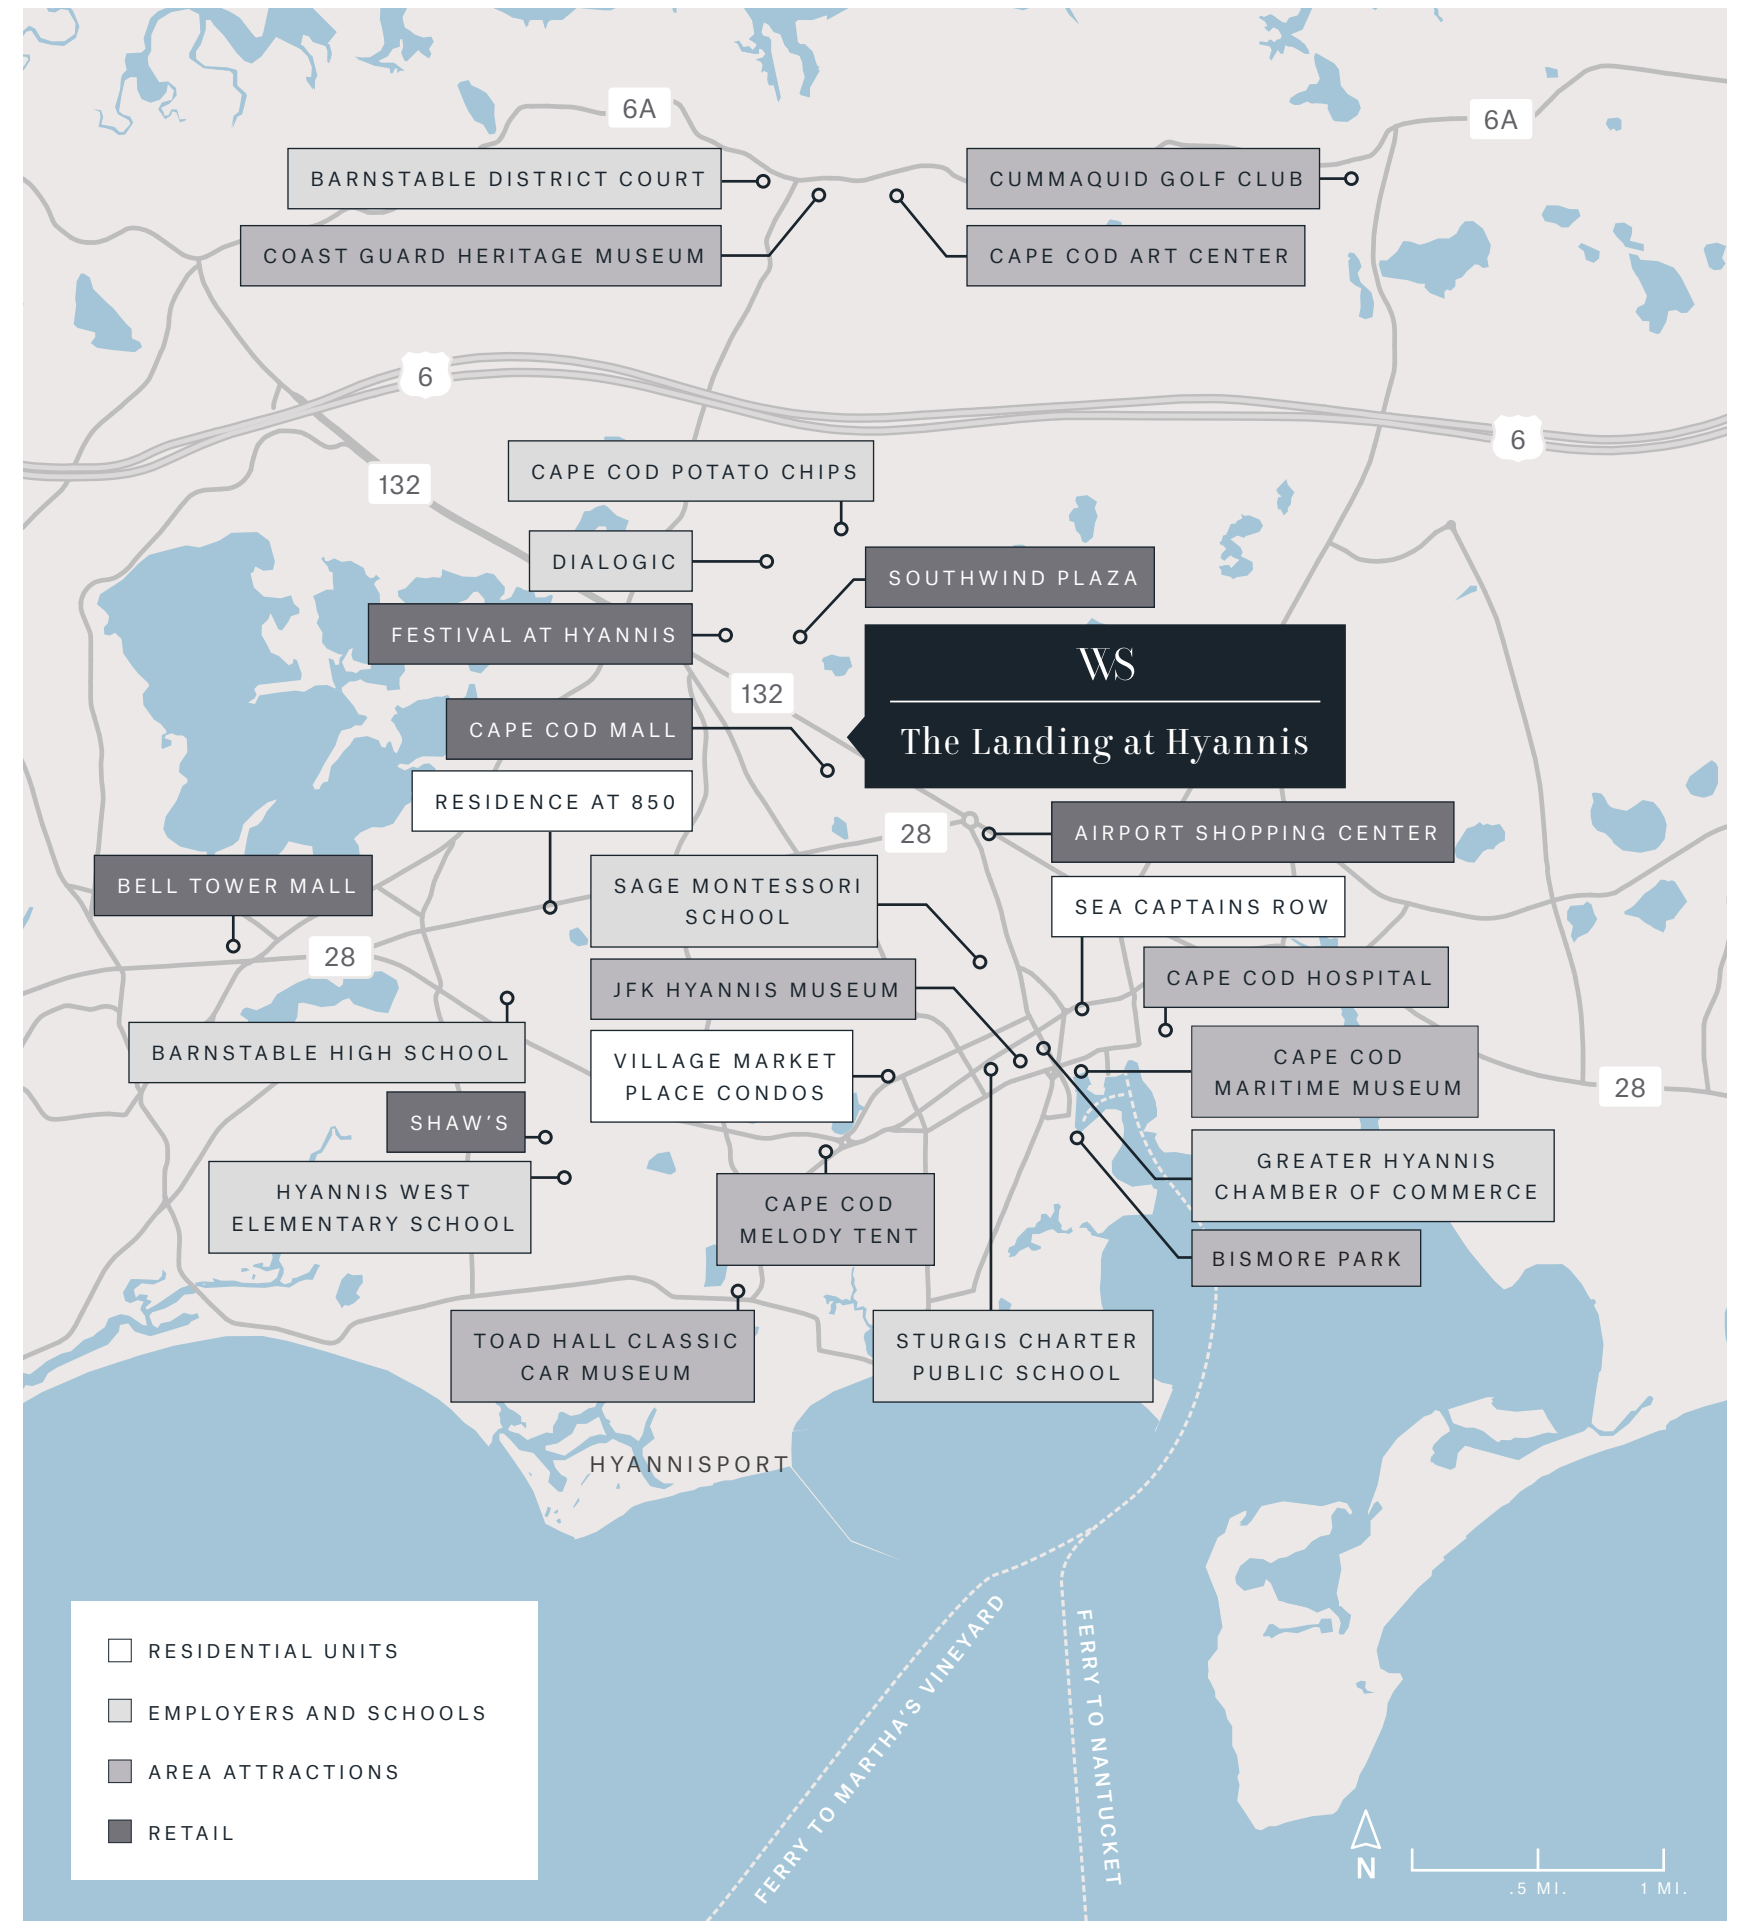 6A
6A
BARNSTABLE DISTRICT COURT
CUMMAQUID GOLF CLUB
COAST GUARD HERITAGE MUSEUM
CAPE COD ART CENTER
6
6
132
CAPE COD POTATO CHIPS
DIALOGIC
SOUTHWIND PLAZA
FESTIVAL AT HYANNIS
WS
132
CAPE COD MALL
The Landing at Hyannis
RESIDENCE AT 850
28
AIRPORT SHOPPING CENTER
BELL TOWER MALL
SAGE MONTESSORI
SCHOOL
SEA CAPTAINS ROW
28
CAPE COD HOSPITAL
JFK HYANNIS MUSEUM
BARNSTABLE HIGH SCHOOL
VILLAGE MARKET
PLACE CONDOS
CAPE COD
MARITIME MUSEUM
28
SHAW'S
HYANNIS WEST
ELEMENTARY SCHOOL
GREATER HYANNIS
CHAMBER OF COMMERCE
CAPE COD
MELODY TENT
BISMORE PARK
TOAD HALL CLASSIC
CAR MUSEUM
STURGIS CHARTER
PUBLIC SCHOOL
HYANNISPORT
FERRY TO MARTHA'S VINEYARD
FERRY TO NANTUCKET
RESIDENTIAL UNITS
EMPLOYERS AND SCHOOLS
AREA ATTRACTIONS
RETAIL
N
.5 MI.
1 MI.